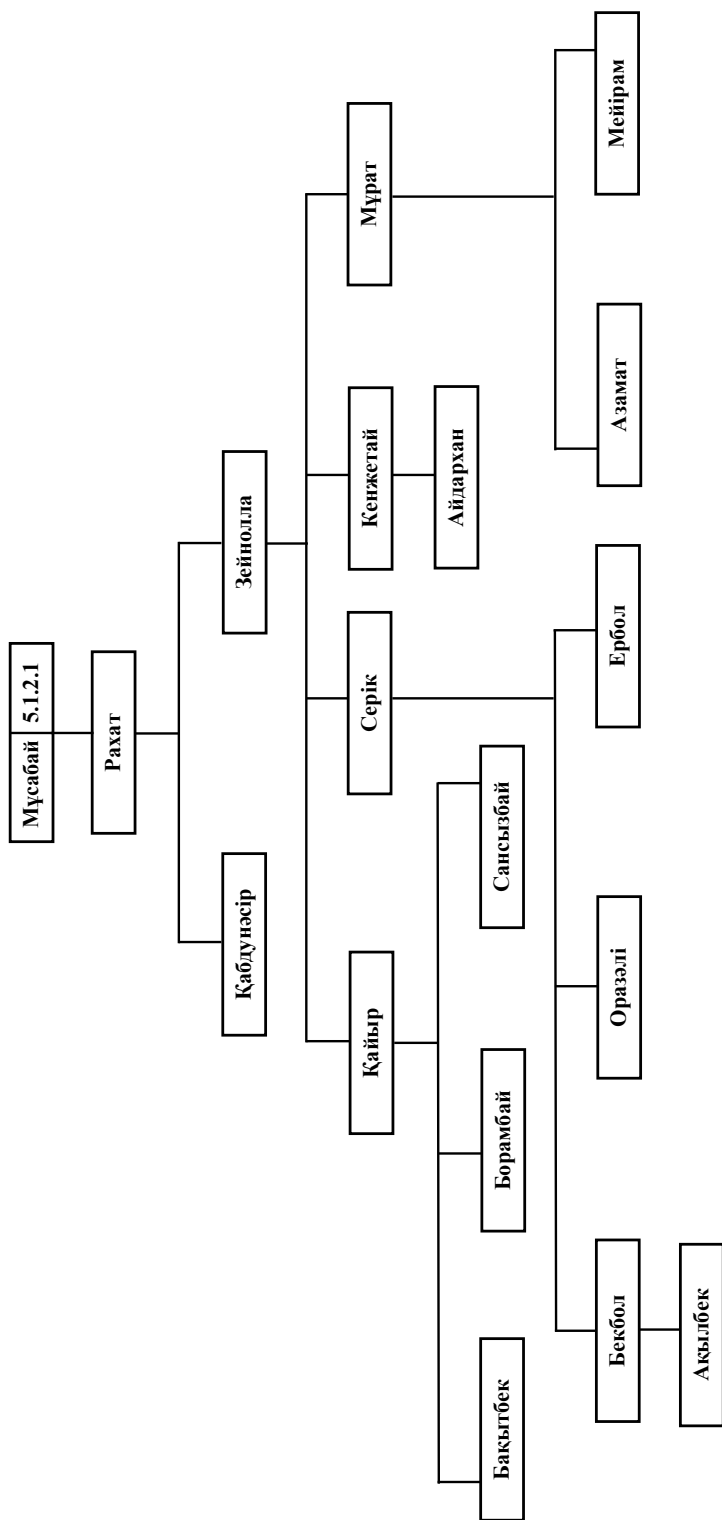 Мұсабай 5.1.2.1
Рахат
Қабдунәсір
Зейнолла
Қайыр
Серік
Кенжетай
Мұрат
Айдархан
Бақытбек
Борамбай
Сансызбай
Бекбол
Оразәлі
Ербол
Азамат
Мейірам
Ақылбек